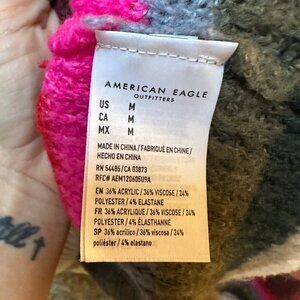 AMERICAN EAGLE
OUTFITTERS
US M
CA M
MX M
MADE IN CHINA / FABRIQUÉ EN CHINE /
HECHO EN CHINA
RN 54485/CA 03873
RFC# AEM120605U9A
EN 36% ACRYLIC / 36% VISCOSE / 24%
POLYESTER / 4% ELASTANE
FR 36% ACRYLIQUE / 36% VISCOSE / 24%
POLYESTER / 4% ÉLASTHANNE
SP 36% acrílico / 36% viscosa / 24%
poliéster / 4% elastano